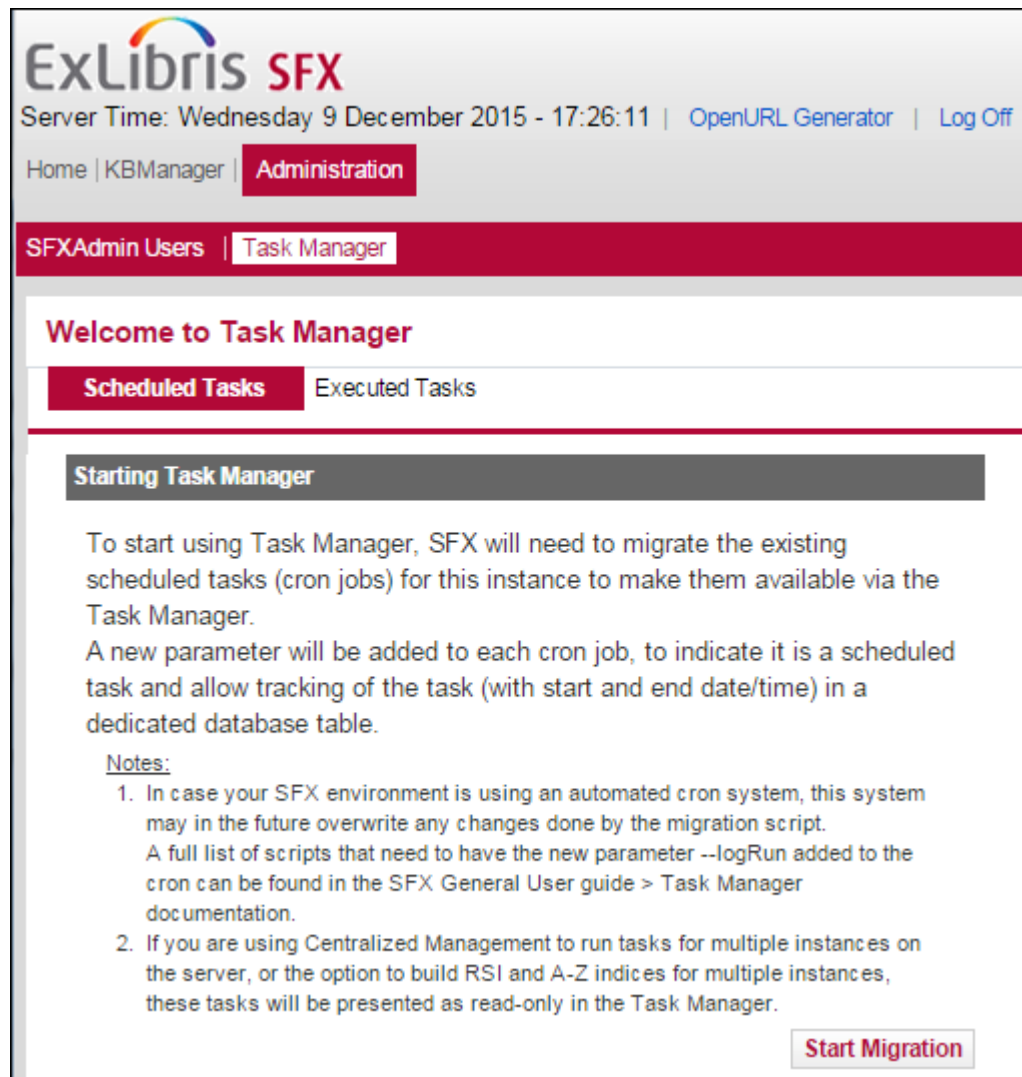 ExLibris SFX
Server Time: Wednesday 9 December 2015 - 17:26:11 | OpenURL Generator | Log Off
Home | KBManager | Administration
SFXAdmin Users | Task Manager
Welcome to Task Manager
Scheduled Tasks Executed Tasks
Starting Task Manager
To start using Task Manager, SFX will need to migrate the existing
scheduled tasks (cron jobs) for this instance to make them available via the
Task Manager.
A new parameter will be added to each cron job, to indicate it is a scheduled
task and allow tracking of the task (with start and end date/time) in a
dedicated database table.
Notes:
1. In case your SFX environment is using an automated cron system, this system
may in the future overwrite any changes done by the migration script.
A full list of scripts that need to have the new parameter --logRun added to the
cron can be found in the SFX General User guide > Task Manager
documentation.
2. If you are using Centralized Management to run tasks for multiple instances on
the server, or the option to build RSI and A-Z indices for multiple instances,
these tasks will be presented as read-only in the Task Manager.
Start Migration